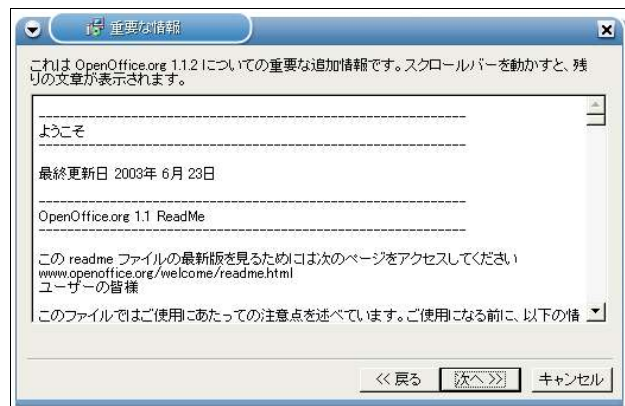 重要な情報
これは OpenOffice.org 1.1.2 についての重要な追加情報です。スクロールバーを動かすと、残
りの文章が表示されます。
------------------------------------------------------------
ようこそ
------------------------------------------------------------
最終更新日 2003年 6月 23日
------------------------------------------------------------
OpenOffice.org 1.1 ReadMe
------------------------------------------------------------
この readme ファイルの最新版を見るためにには次のページをアクセスしてください
www.openoffice.org/welcome/readme.html
ユーザーの皆様
このファイルではご使用にあたっての注意点を述べています。ご使用になる前に、以下の情
<< 戻る 次へ >> キャンセル